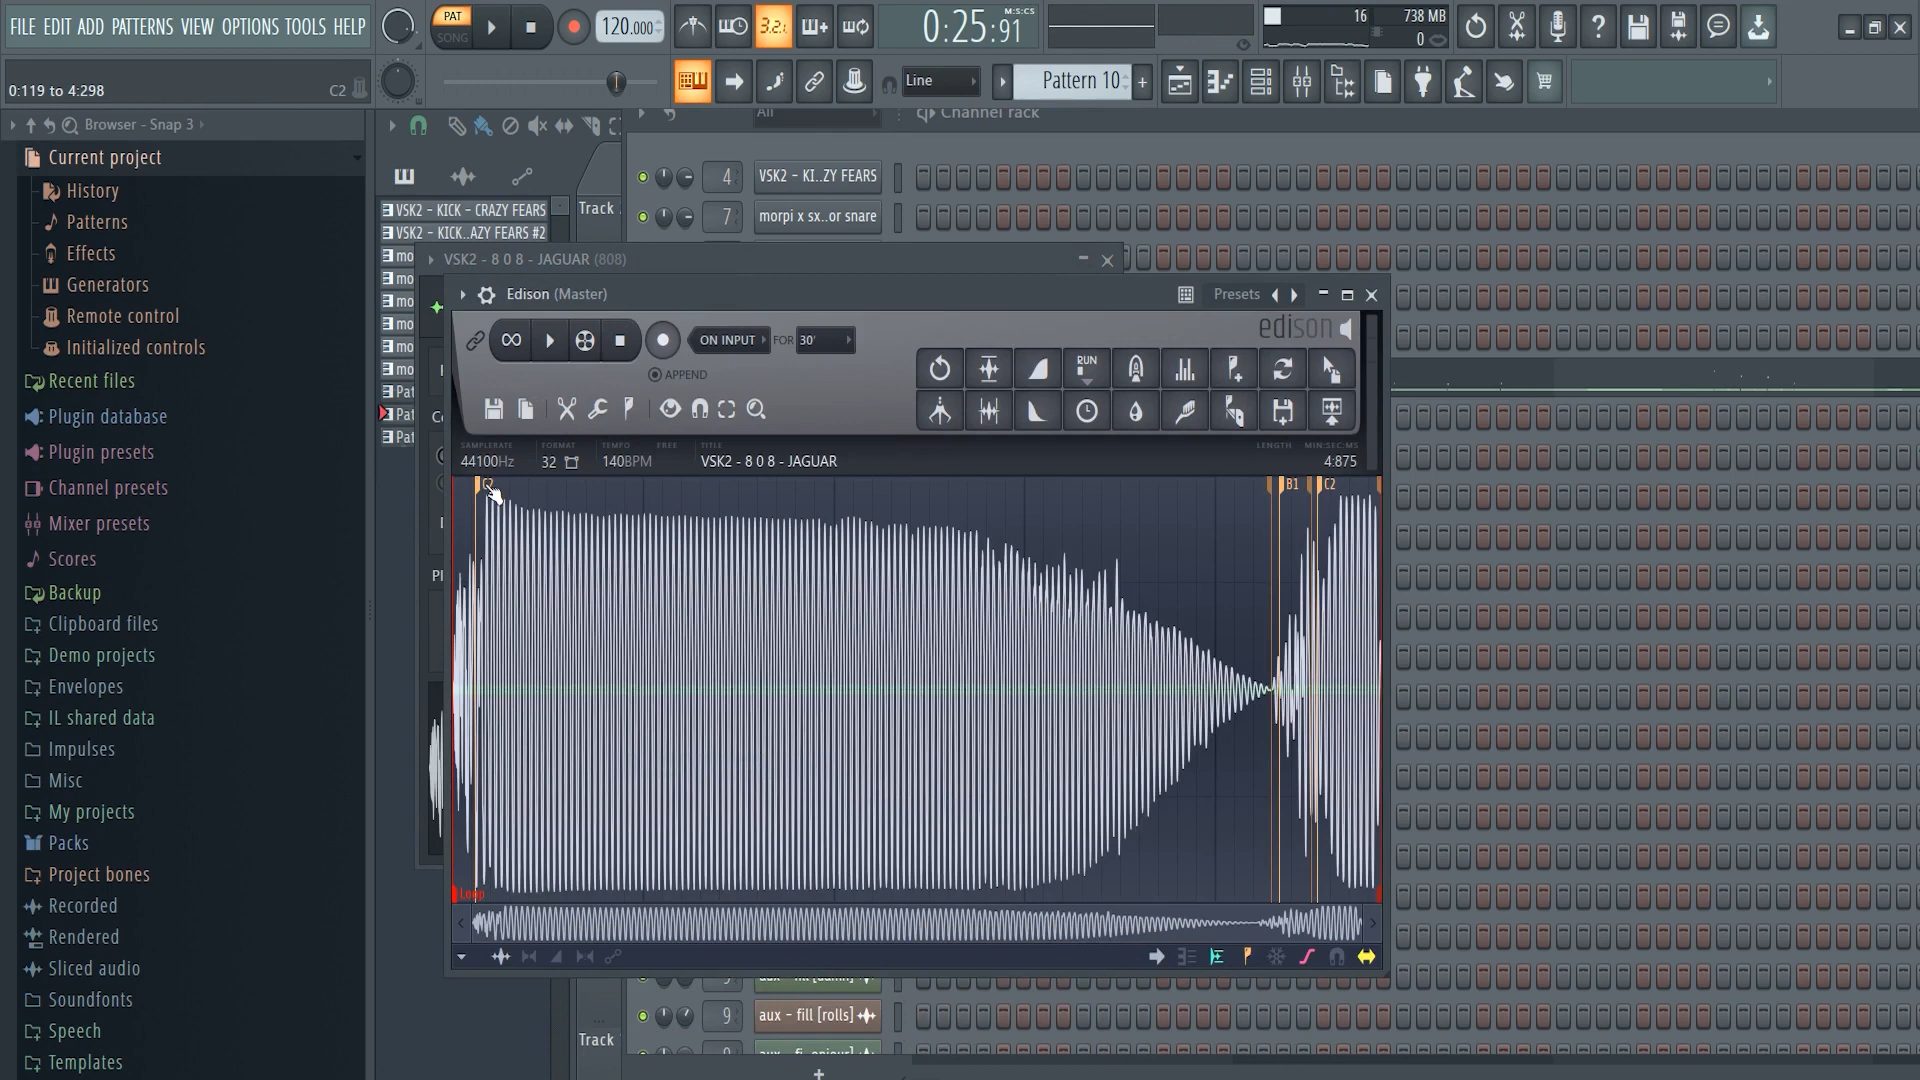 FILE EDIT ADD PATTERNS VIEW OPTIONS TOOLS HELP
PAT
SONG
120.000
3.2:
0:25:91
M:S:CS
16
738 MB
0
0:119 to 4:298
C2
Line
Pattern 10
+
Browser - Snap 3
All
Channel rack
Current project
History
Patterns
Effects
Generators
Remote control
Initialized controls
Recent files
Plugin database
Plugin presets
Channel presets
Mixer presets
Scores
Backup
Clipboard files
Demo projects
Envelopes
IL shared data
Impulses
Misc
My projects
Packs
Project bones
Recorded
Rendered
Sliced audio
Soundfonts
Speech
Templates
VSK2 - KICK - CRAZY FEARS
VSK2 - KICK..AZY FEARS #2
mo
mo
mo
mo
mo
mo
Pat
Pat
Pat
Track
Track
4
VSK2 - KI..ZY FEARS
7
morpi x sx..or snare
VSK2 - 8 0 8 - JAGUAR (808)
Edison (Master)
Presets
edison
ON INPUT
FOR
30'
APPEND
RUN
SAMPLERATE
FORMAT
TEMPO
FREE
TITLE
LENGTH
MIN:SEC:MS
44100Hz
32
140BPM
VSK2 - 8 0 8 - JAGUAR
4:875
C2
B1
C2
Loop
9
aux - fill [rolls]
+